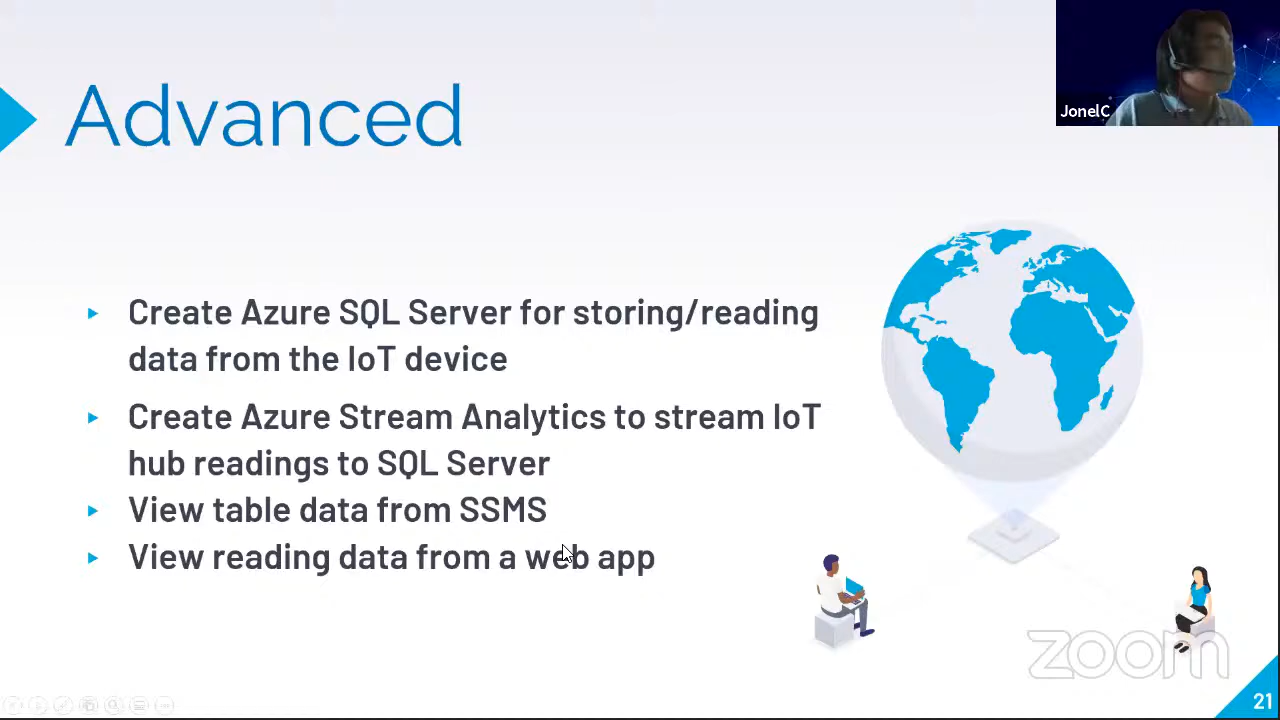 JonelC
Advanced
Create Azure SQL Server for storing/reading
data from the IoT device
Create Azure Stream Analytics to stream IoT
hub readings to SQL Server
View table data from SSMS
View reading data from a web app
zoom
21